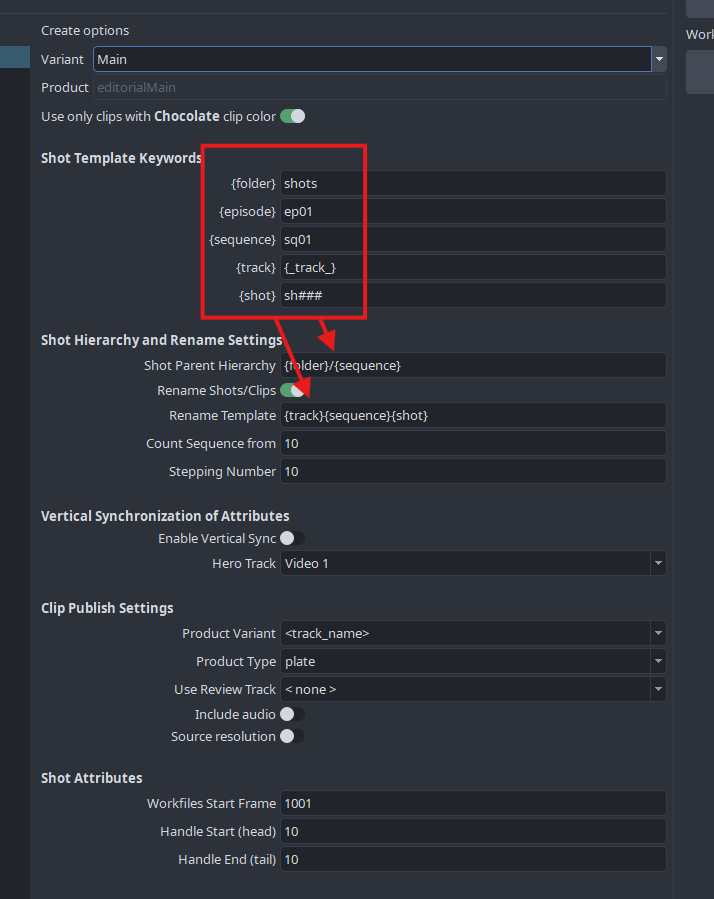 Create options
Work
Variant Main
Product editorialMain
Use only clips with Chocolate clip color
Shot Template Keywords
{folder} shots
{episode} ep01
{sequence} sq01
{track} {_track_}
{shot} sh###
Shot Hierarchy and Rename Settings
Shot Parent Hierarchy {folder}/{sequence}
Rename Shots/Clips
Rename Template {track}{sequence}{shot}
Count Sequence from 10
Stepping Number 10
Vertical Synchronization of Attributes
Enable Vertical Sync
Hero Track Video 1
Clip Publish Settings
Product Variant <track_name>
Product Type plate
Use Review Track < none >
Include audio
Source resolution
Shot Attributes
Workfiles Start Frame 1001
Handle Start (head) 10
Handle End (tail) 10